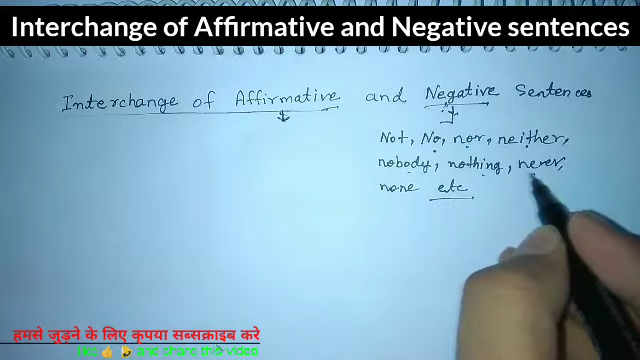 Interchange of Affirmative and Negative sentences
Interchange of Affirmative and Negative Sentences
Not, No, nor, neither,
nobody, nothing, never,
none etc
हमसे जुड़ने के लिए कृपया सब्सक्राइब करे
like 👍 🔔 and share this video